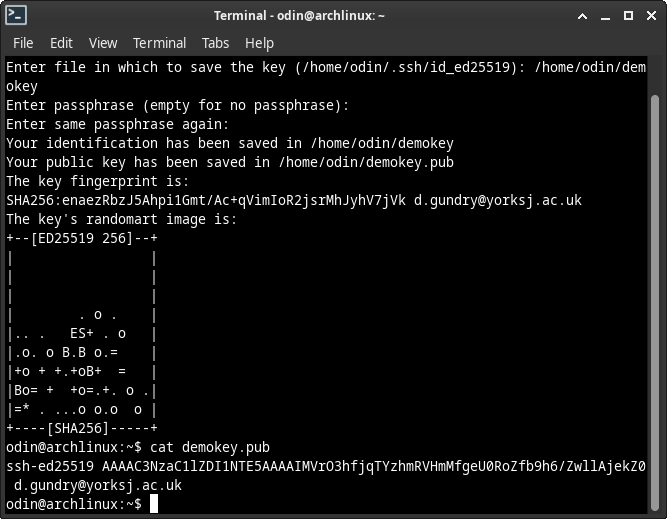 Terminal - odin@archlinux: ~
File Edit View Terminal Tabs Help
Enter file in which to save the key (/home/odin/.ssh/id_ed25519): /home/odin/dem
okey
Enter passphrase (empty for no passphrase):
Enter same passphrase again:
Your identification has been saved in /home/odin/demokey
Your public key has been saved in /home/odin/demokey.pub
The key fingerprint is:
SHA256:enaezRbzJ5Ahpi1Gmt/Ac+qVimIoR2jsrMhJyhV7jVk d.gundry@yorksj.ac.uk
The key's randomart image is:
+--[ED25519 256]--+
|                 |
|                 |
|                 |
|        . o .    |
|.. .   ES+ . o   |
|.o. o B.B o.=    |
|+o + +.+oB+  =   |
|Bo= +  +o=.+. o .|
|=* . ...o o.o  o |
+----[SHA256]-----+
odin@archlinux:~$ cat demokey.pub
ssh-ed25519 AAAAC3NzaC1lZDI1NTE5AAAAIMVrO3hfjqTYzhmRVHmMfgeU0RoZfb9h6/ZwllAjekZ0
 d.gundry@yorksj.ac.uk
odin@archlinux:~$